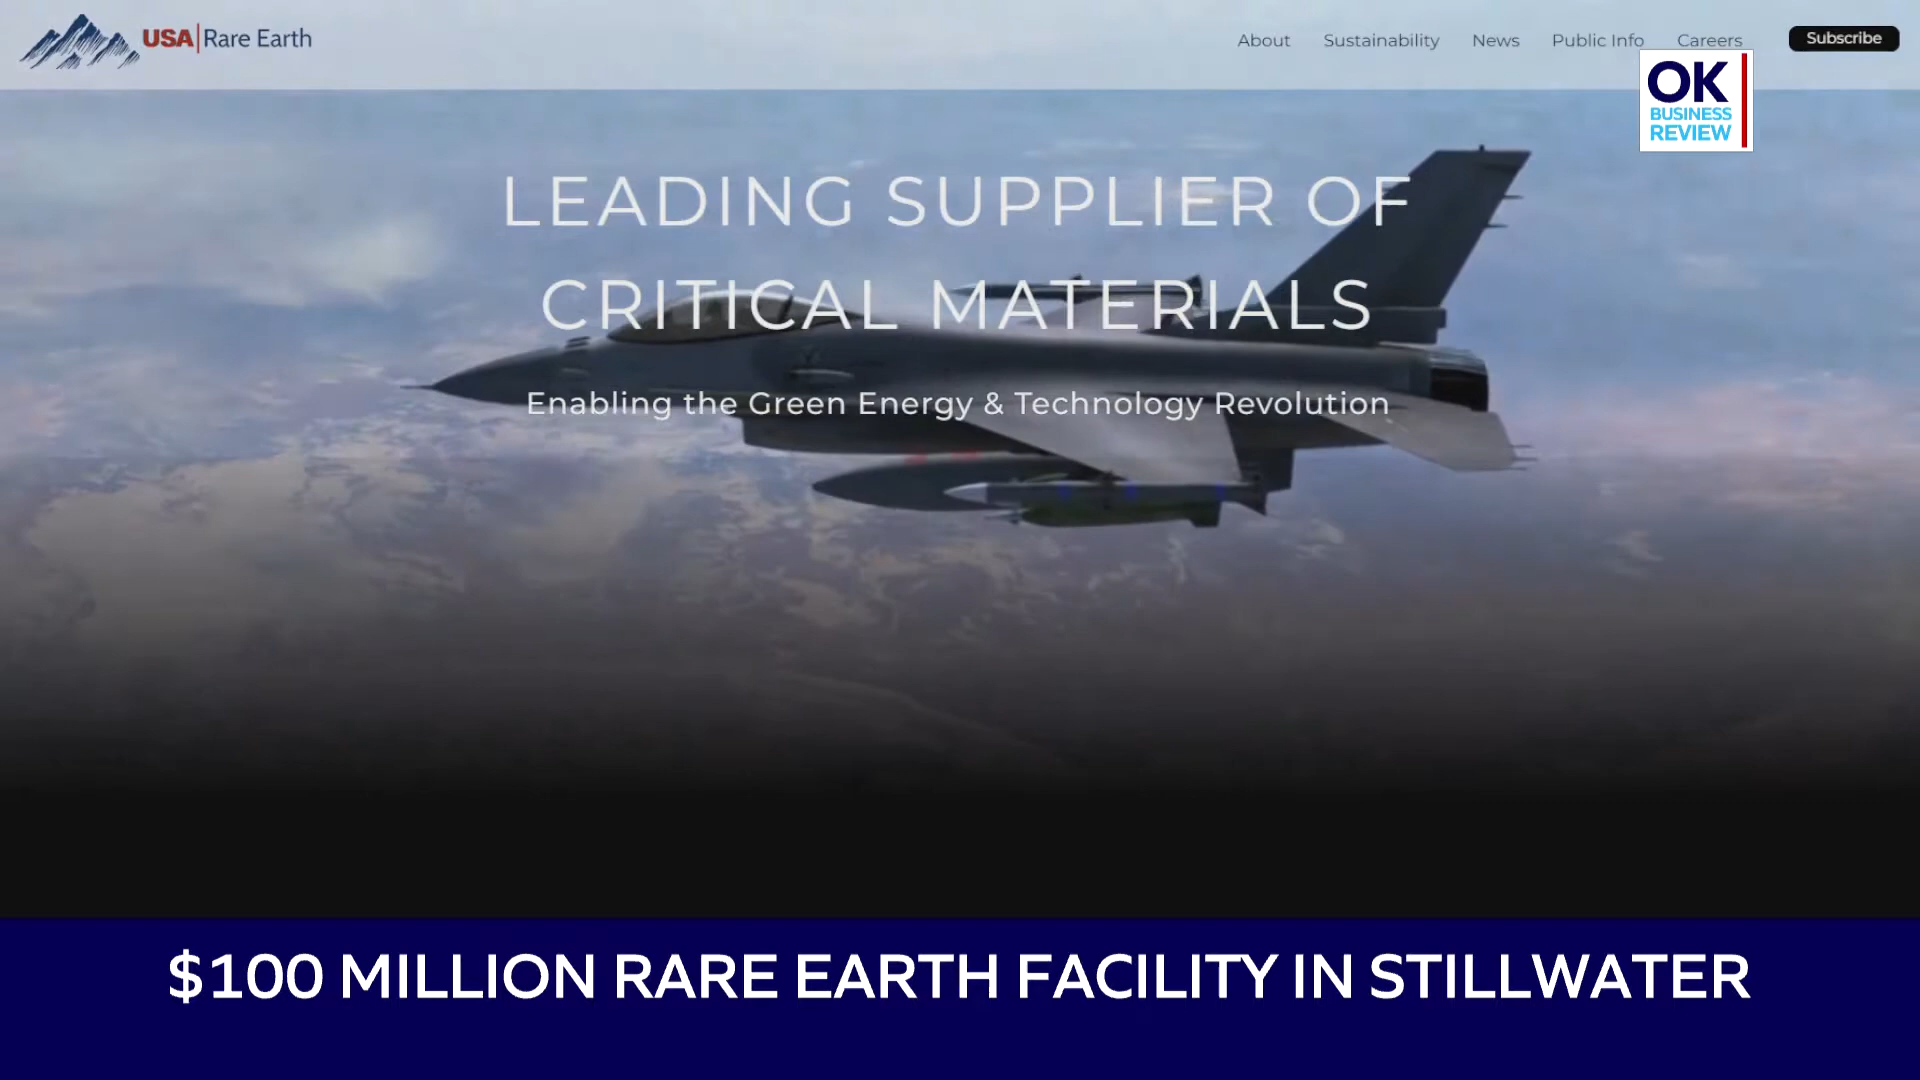 USA Rare Earth
About Sustainability News Public Info Careers Subscribe
OK
BUSINESS
REVIEW
LEADING SUPPLIER OF
CRITICAL MATERIALS
Enabling the Green Energy & Technology Revolution
$100 MILLION RARE EARTH FACILITY IN STILLWATER